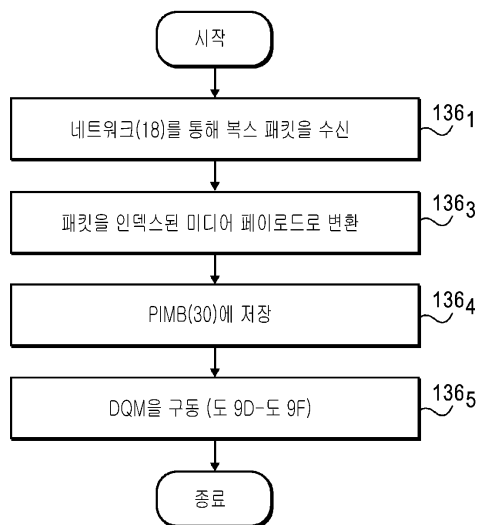 시작
네트워크(18)를 통해 복스 패킷을 수신
136₁
패킷을 인덱스된 미디어 페이로드로 변환
136₃
PIMB(30)에 저장
136₄
DQM을 구동 (도 9D-도 9F)
136₅
종료